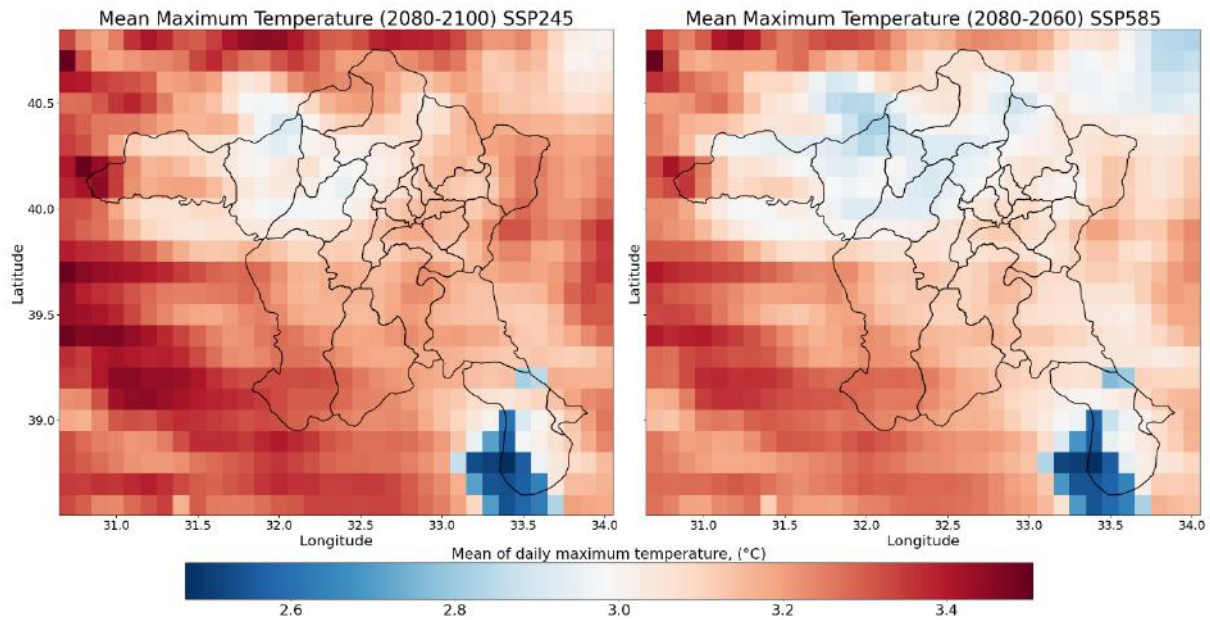 Mean Maximum Temperature (2080-2100) SSP245
Mean Maximum Temperature (2080-2060) SSP585
Latitude
40.5
40.0
39.5
39.0
31.0 31.5 32.0 32.5 33.0 33.5 34.0
Longitude
Latitude
40.5
40.0
39.5
39.0
31.0 31.5 32.0 32.5 33.0 33.5 34.0
Longitude
Mean of daily maximum temperature, (°C)
2.6 2.8 3.0 3.2 3.4